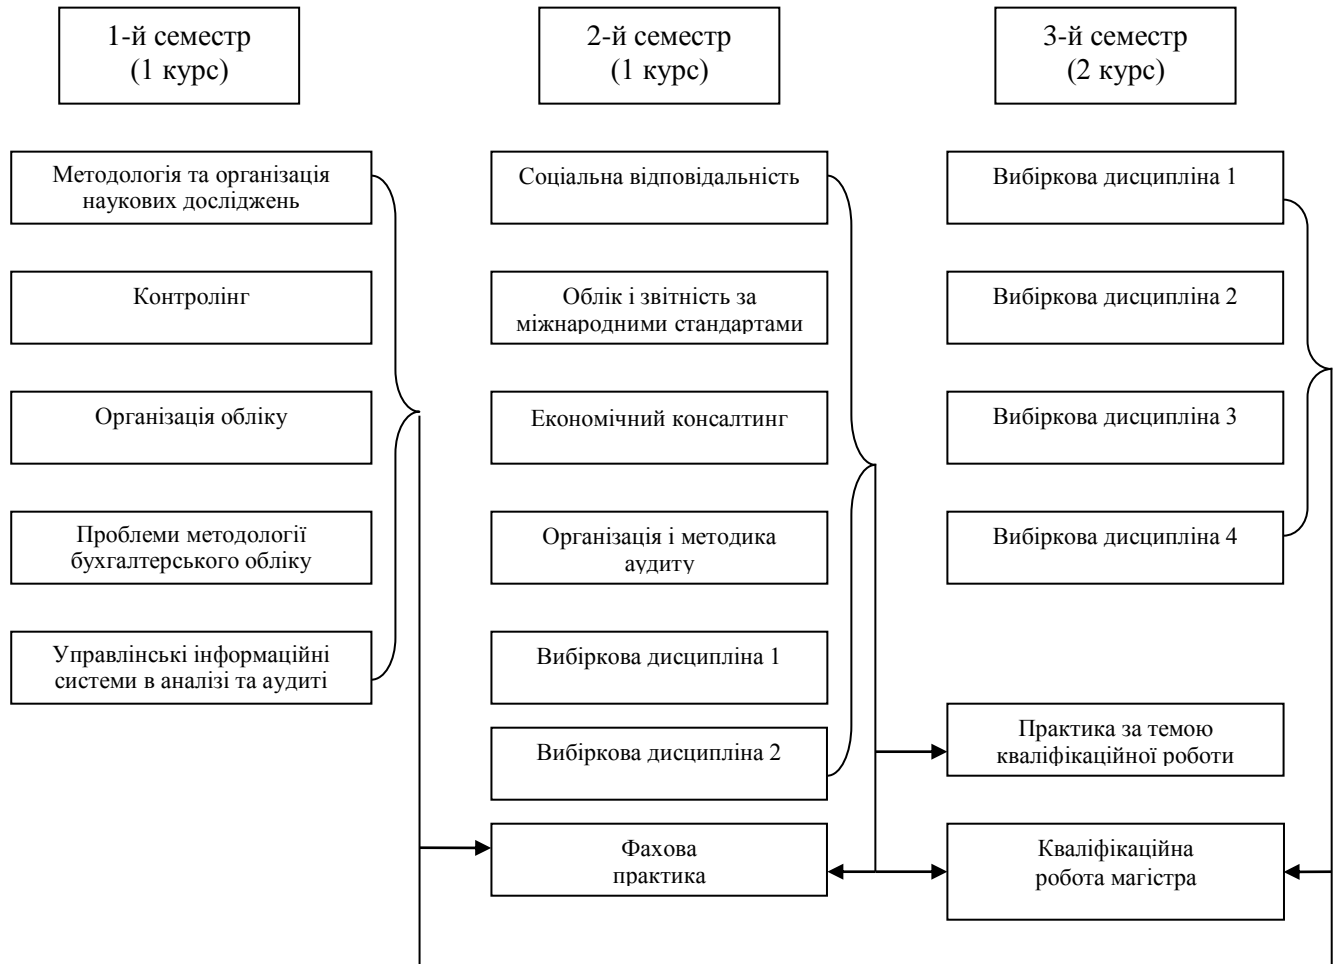 1-й семестр
(1 курс)
2-й семестр
(1 курс)
3-й семестр
(2 курс)
Методологія та організація
наукових досліджень
Контролінг
Організація обліку
Проблеми методології
бухгалтерського обліку
Управлінські інформаційні
системи в аналізі та аудиті
Соціальна відповідальність
Облік і звітність за
міжнародними стандартами
Економічний консалтинг
Організація і методика
аудиту
Вибіркова дисципліна 1
Вибіркова дисципліна 2
Фахова
практика
Вибіркова дисципліна 1
Вибіркова дисципліна 2
Вибіркова дисципліна 3
Вибіркова дисципліна 4
Практика за темою
кваліфікаційної роботи
Кваліфікаційна
робота магістра